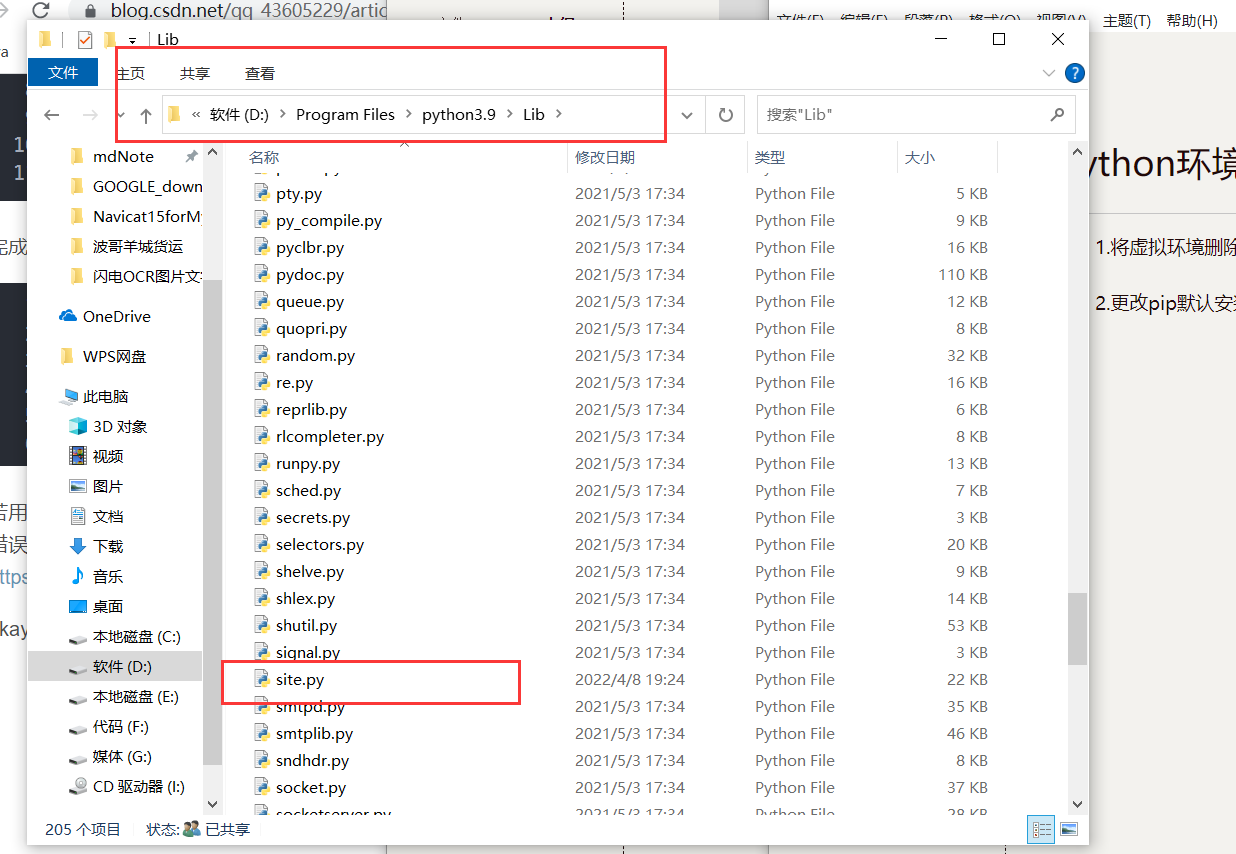 blog.csdn.net/qq_43605229/artic
文件(F) 编辑(E) 段落(P) 格式(O) 视图(V) 主题(T) 帮助(H)
Lib
文件 主页 共享 查看
« 软件 (D:) > Program Files > python3.9 > Lib >
搜索"Lib"
名称 修改日期 类型 大小
mdNote
GOOGLE_down
Navicat15forMy
波哥羊城货运
闪电OCR图片文
OneDrive
WPS网盘
此电脑
3D 对象
视频
图片
文档
下载
音乐
桌面
本地磁盘 (C:)
软件 (D:)
本地磁盘 (E:)
代码 (F:)
媒体 (G:)
CD 驱动器 (I:)
pty.py 2021/5/3 17:34 Python File 5 KB
py_compile.py 2021/5/3 17:34 Python File 9 KB
pyclbr.py 2021/5/3 17:34 Python File 16 KB
pydoc.py 2021/5/3 17:34 Python File 110 KB
queue.py 2021/5/3 17:34 Python File 12 KB
quopri.py 2021/5/3 17:34 Python File 8 KB
random.py 2021/5/3 17:34 Python File 32 KB
re.py 2021/5/3 17:34 Python File 16 KB
reprlib.py 2021/5/3 17:34 Python File 6 KB
rlcompleter.py 2021/5/3 17:34 Python File 8 KB
runpy.py 2021/5/3 17:34 Python File 13 KB
sched.py 2021/5/3 17:34 Python File 7 KB
secrets.py 2021/5/3 17:34 Python File 3 KB
selectors.py 2021/5/3 17:34 Python File 20 KB
shelve.py 2021/5/3 17:34 Python File 9 KB
shlex.py 2021/5/3 17:34 Python File 14 KB
shutil.py 2021/5/3 17:34 Python File 53 KB
signal.py 2021/5/3 17:34 Python File 3 KB
site.py 2022/4/8 19:24 Python File 22 KB
smtpd.py 2021/5/3 17:34 Python File 35 KB
smtplib.py 2021/5/3 17:34 Python File 46 KB
sndhdr.py 2021/5/3 17:34 Python File 8 KB
socket.py 2021/5/3 17:34 Python File 37 KB
socketserver.py 2021/5/3 17:34 Python File 28 KB
205 个项目 状态: 已共享
ython环境
1.将虚拟环境删除
2.更改pip默认安装
完成
若用
错误
ttps
kay